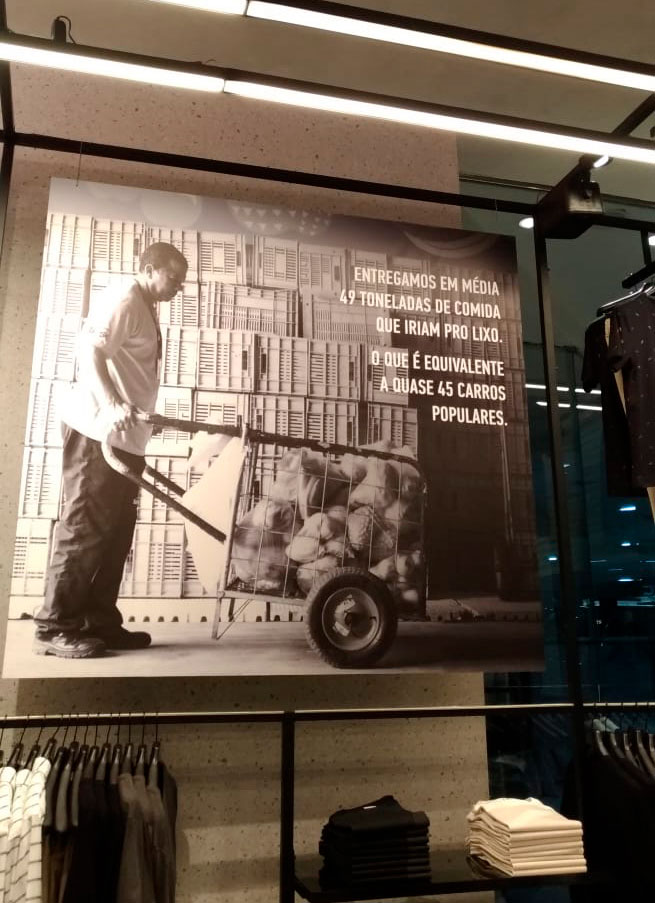 ENTREGAMOS EM MÉDIA
49 TONELADAS DE COMIDA
QUE IRIAM PRO LIXO.
O QUE É EQUIVALENTE
A QUASE 45 CARROS
POPULARES.